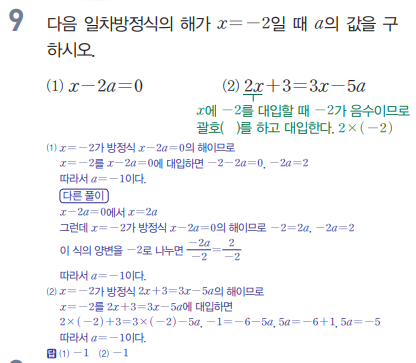 9 다음 일차방정식의 해가 x=-2일 때 a의 값을 구
하시오.
(1) x-2a=0 (2) 2x+3=3x-5a
x에 -2를 대입할 때 -2가 음수이므로
괄호( )를 하고 대입한다. 2×(-2)
(1) x=-2가 방정식 x-2a=0의 해이므로
x=-2를 x-2a=0에 대입하면 -2-2a=0, -2a=2
따라서 a=-1이다.
다른 풀이
x-2a=0에서 x=2a
그런데 x=-2가 방정식 x-2a=0의 해이므로 -2=2a, -2a=2
이 식의 양변을 -2로 나누면 -2a/-2=2/-2
따라서 a=-1이다.
(2) x=-2가 방정식 2x+3=3x-5a의 해이므로
x=-2를 2x+3=3x-5a에 대입하면
2×(-2)+3=3×(-2)-5a, -1=-6-5a, 5a=-6+1, 5a=-5
따라서 a=-1이다.
답 (1) -1 (2) -1